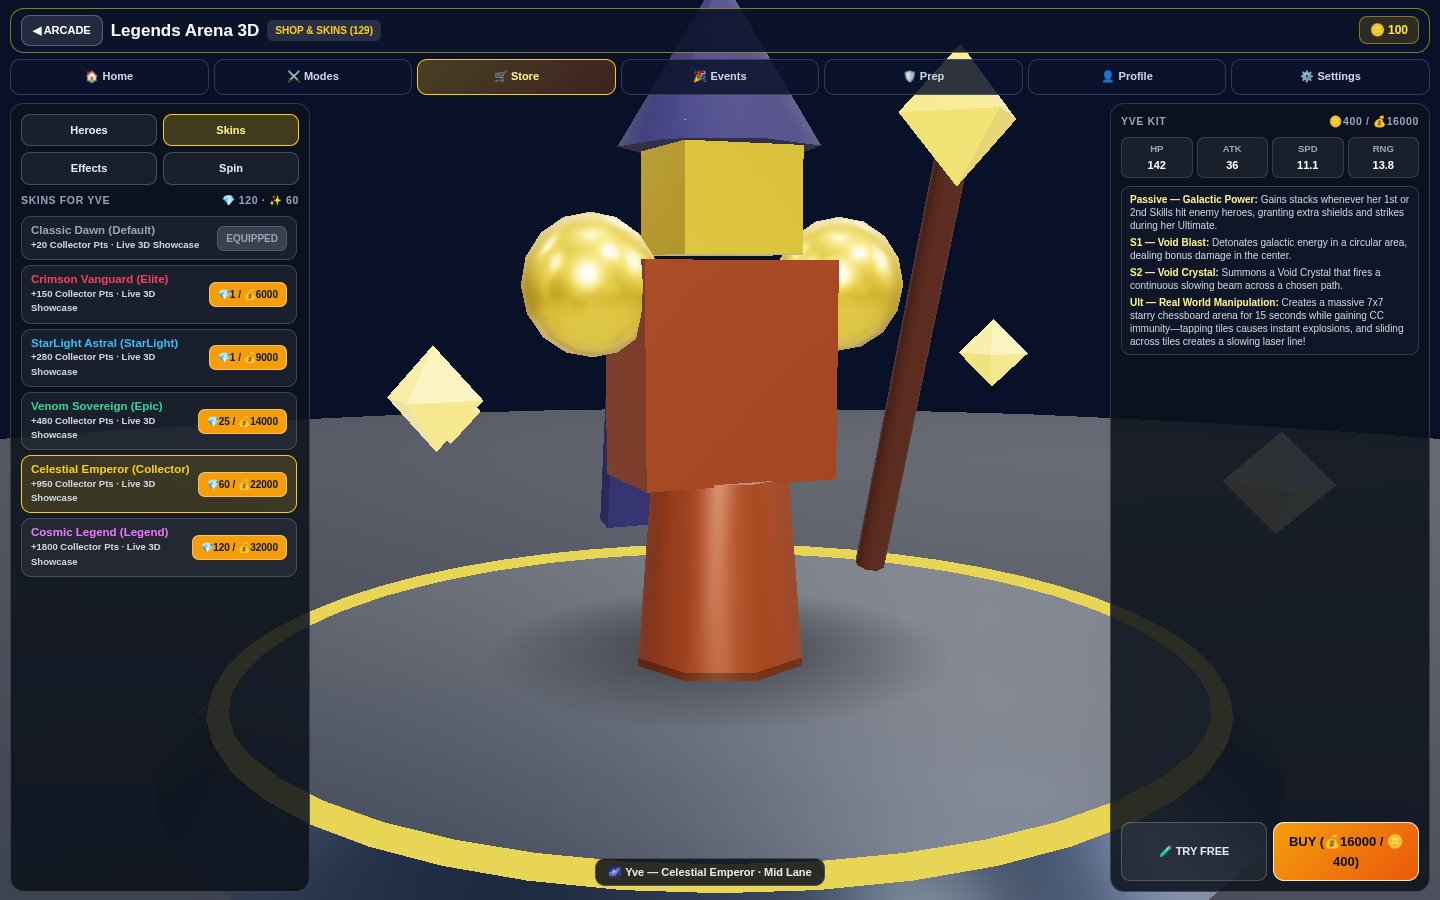 ◀ ARCADE
Legends Arena 3D
SHOP & SKINS (129)
🪙 100
🏠 Home
⚔️ Modes
🛒 Store
🎉 Events
🛡️ Prep
👤 Profile
⚙️ Settings
Heroes
Skins
Effects
Spin
SKINS FOR YVE
💎 120 · ✨ 60
Classic Dawn (Default)
+20 Collector Pts · Live 3D Showcase
EQUIPPED
Crimson Vanguard (Elite)
+150 Collector Pts · Live 3D
Showcase
💎1 / 💰6000
StarLight Astral (StarLight)
+280 Collector Pts · Live 3D
Showcase
💎1 / 💰9000
Venom Sovereign (Epic)
+480 Collector Pts · Live 3D
Showcase
💎25 / 💰14000
Celestial Emperor (Collector)
+950 Collector Pts · Live 3D
Showcase
💎60 / 💰22000
Cosmic Legend (Legend)
+1800 Collector Pts · Live 3D
Showcase
💎120 / 💰32000
🌌 Yve — Celestial Emperor · Mid Lane
YVE KIT
🪙400 / 💰16000
HP
142
ATK
36
SPD
11.1
RNG
13.8
Passive — Galactic Power: Gains stacks whenever her 1st or
2nd Skills hit enemy heroes, granting extra shields and strikes
during her Ultimate.
S1 — Void Blast: Detonates galactic energy in a circular area,
dealing bonus damage in the center.
S2 — Void Crystal: Summons a Void Crystal that fires a
continuous slowing beam across a chosen path.
Ult — Real World Manipulation: Creates a massive 7x7
starry chessboard arena for 15 seconds while gaining CC
immunity—tapping tiles causes instant explosions, and sliding
across tiles creates a slowing laser line!
🧪 TRY FREE
BUY (💰16000 / 🪙
400)